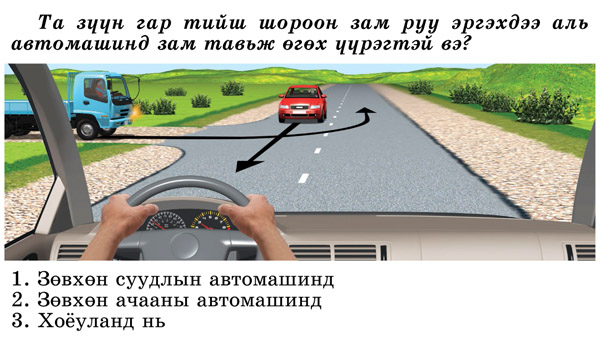 Та зүүн гар тийш шороон зам руу эргэхдээ аль
автомашинд зам тавьж өгөх үүрэгтэй вэ?
1. Зөвхөн суудлын автомашинд
2. Зөвхөн ачааны автомашинд
3. Хоёуланд нь